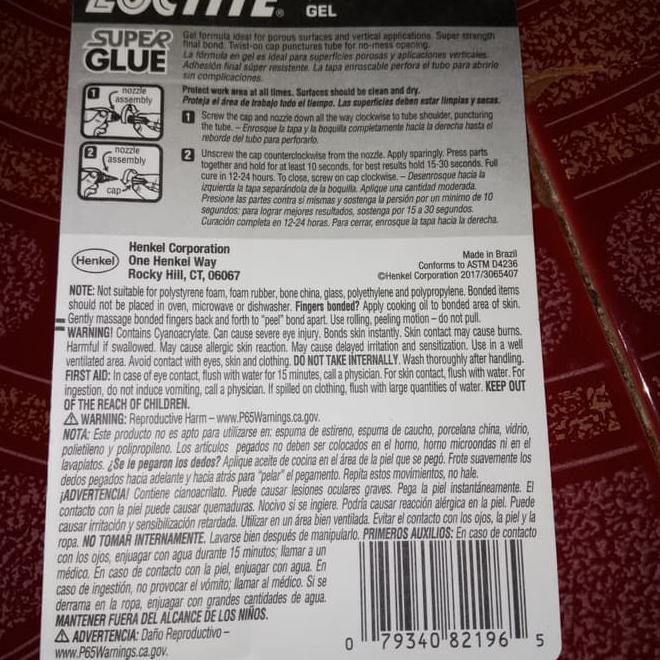 LOCTITE® GEL
SUPER
GLUE
Gel formula ideal for porous surfaces and vertical applications. Super strength
final bond. Twist-on cap punctures tube for no-mess opening.
La fórmula en gel es ideal para superficies porosas y aplicaciones verticales.
Adhesión final súper resistente. La tapa enroscable perfora el tubo para abrirlo
sin complicaciones.
Protect work area at all times. Surfaces should be clean and dry.
Proteja el área de trabajo todo el tiempo. Las superficies deben estar limpias y secas.
1 nozzle
assembly
1 Screw the cap and nozzle down all the way clockwise to tube shoulder, puncturing
the tube. – Enrosque la tapa y la boquilla completamente hacia la derecha hasta el
reborde del tubo para perforarlo.
2 nozzle
assembly
cap
2 Unscrew the cap counterclockwise from the nozzle. Apply sparingly. Press parts
together and hold for at least 10 seconds, for best results hold 15-30 seconds. Full
cure in 12-24 hours. To close, screw on cap clockwise. – Desenrosque hacia la
izquierda la tapa separándola de la boquilla. Aplique una cantidad moderada.
Presione las partes contra sí mismas y sostenga la persión por un mínimo de 10
segundos; para lograr mejores resultados, sostenga por 15 a 30 segundos.
Curación completa en 12-24 horas. Para cerrar, enrosque la tapa hacia la derecha.
Henkel
Henkel Corporation
One Henkel Way
Rocky Hill, CT, 06067
Made in Brazil
Conforms to ASTM D4236
©Henkel Corporation 2017/3065407
NOTE: Not suitable for polystyrene foam, foam rubber, bone china, glass, polyethylene and polypropylene. Bonded items
should not be placed in oven, microwave or dishwasher. Fingers bonded? Apply cooking oil to bonded area of skin.
Gently massage bonded fingers back and forth to "peel" bond apart. Use rolling, peeling motion – do not pull.
WARNING! Contains Cyanoacrylate. Can cause severe eye injury. Bonds skin instantly. Skin contact may cause burns.
Harmful if swallowed. May cause allergic skin reaction. May cause delayed irritation and sensitization. Use in a well
ventilated area. Avoid contact with eyes, skin and clothing. DO NOT TAKE INTERNALLY. Wash thoroughly after handling.
FIRST AID: In case of eye contact, flush with water for 15 minutes, call a physician. For skin contact, flush with water. For
ingestion, do not induce vomiting, call a physician. If spilled on clothing, flush with large quantities of water. KEEP OUT
OF THE REACH OF CHILDREN.
⚠ WARNING: Reproductive Harm – www.P65Warnings.ca.gov.
NOTA: Este producto no es apto para utilizarse en: espuma de estireno, espuma de caucho, porcelana china, vidrio,
polietileno y polipropileno. Los artículos pegados no deben ser colocados en el horno, horno microondas ni en el
lavaplatos. ¿Se le pegaron los dedos? Aplique aceite de cocina en el área de la piel que se pegó. Frote suavemente los
dedos pegados hacia adelante y hacia atrás para "pelar" el pegamento. Repita estos movimientos, no hale.
¡ADVERTENCIA! Contiene cianoacrilato. Puede causar lesiones oculares graves. Pega la piel instantáneamente. El
contacto con la piel puede causar quemaduras. Nocivo si se ingiere. Podría causar reacción alérgica en la piel. Puede
causar irritación y sensibilización retardada. Utilizar en un área bien ventilada. Evitar el contacto con los ojos, la piel y la
ropa. NO TOMAR INTERNAMENTE. Lavarse bien después de manipularlo. PRIMEROS AUXILIOS: En caso de contacto
con los ojos, enjuagar con agua durante 15 minutos; llamar a un
médico. En caso de contacto con la piel, enjuagar con agua. En
caso de ingestión, no provocar el vómito; llamar al médico. Si se
derrama en la ropa, enjuagar con grandes cantidades de agua.
MANTENER FUERA DEL ALCANCE DE LOS NIÑOS.
⚠ ADVERTENCIA: Daño Reproductivo –
www.P65Warnings.ca.gov.
0 79340 82196 5